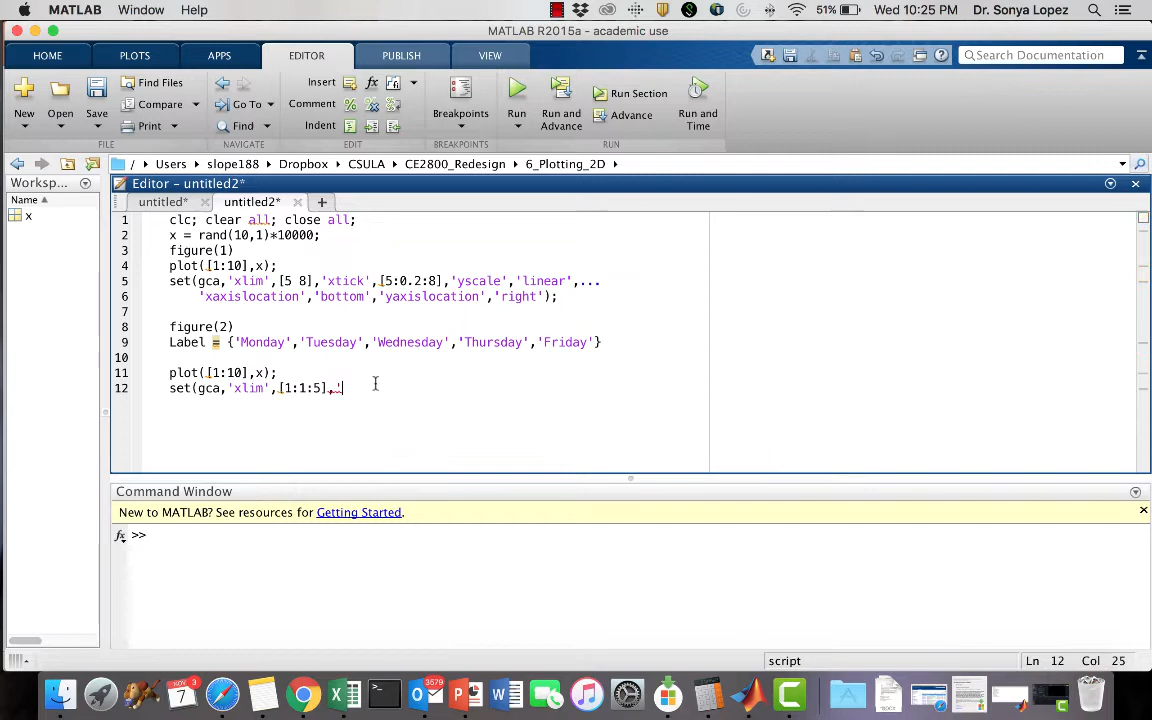 MATLAB Window Help 51% Wed 10:25 PM Dr. Sonya Lopez
MATLAB R2015a - academic use
HOME PLOTS APPS EDITOR PUBLISH VIEW Search Documentation
New Open Save Find Files Compare Print Go To Find Insert fx Comment Indent Breakpoints Run Run and Advance Run Section Advance Run and Time
FILE NAVIGATE EDIT BREAKPOINTS RUN
/ Users slope188 Dropbox CSULA CE2800_Redesign 6_Plotting_2D
Worksp...
Name
x
Editor - untitled2*
untitled* untitled2*
1 clc; clear all; close all;
2 x = rand(10,1)*10000;
3 figure(1)
4 plot([1:10],x);
5 set(gca,'xlim',[5 8],'xtick',[5:0.2:8],'yscale','linear',...
6 'xaxislocation','bottom','yaxislocation','right');
7
8 figure(2)
9 Label = {'Monday','Tuesday','Wednesday','Thursday','Friday'}
10
11 plot([1:10],x);
12 set(gca,'xlim',[1:1:5],'
Command Window
New to MATLAB? See resources for Getting Started.
fx >>
script Ln 12 Col 25
NOV 7 3 3679